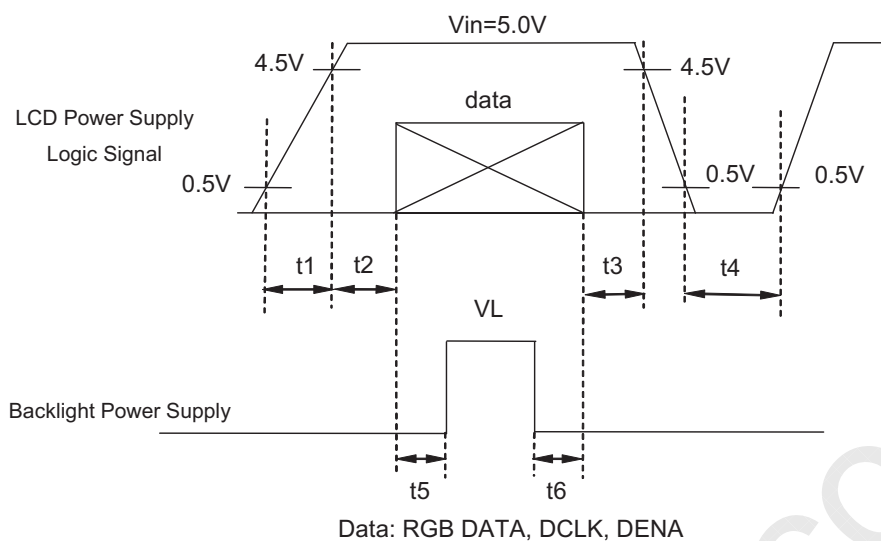 Vin=5.0V
4.5V
4.5V
data
LCD Power Supply
Logic Signal
0.5V
0.5V
0.5V
t1
t2
t3
t4
VL
Backlight Power Supply
t5
t6
Data: RGB DATA, DCLK, DENA